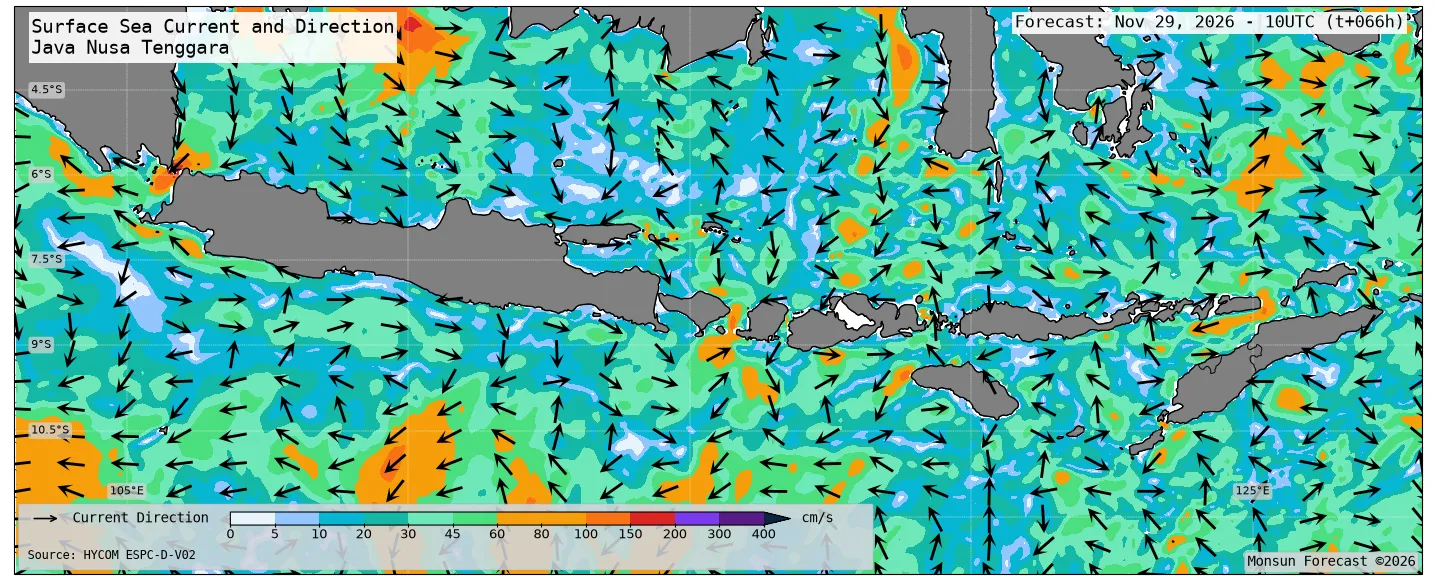 Surface Sea Current and Direction
Java Nusa Tenggara
Forecast: Nov 29, 2026 - 10UTC (t+066h)
4.5°S
6°S
7.5°S
9°S
10.5°S
105°E
125°E
Current Direction
0 5 10 20 30 45 60 80 100 150 200 300 400 cm/s
Source: HYCOM ESPC-D-V02
Monsun Forecast ©2026